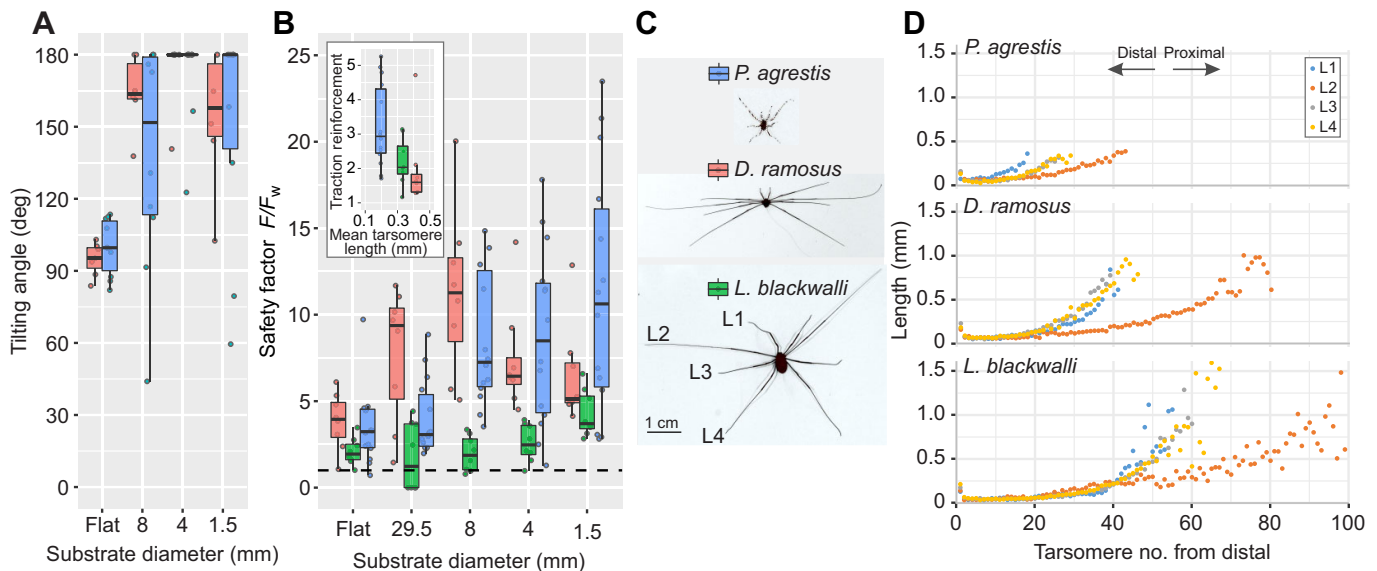 A
180
150
120
90
60
30
0
Tilting angle (deg)
Flat
8
4
1.5
Substrate diameter (mm)
B
25
20
15
10
5
0
Safety factor F/Fw
Flat
29.5
8
4
1.5
Substrate diameter (mm)
5
4
3
2
1
Traction reinforcement
0.1
0.3
0.5
Mean tarsomere
length (mm)
C
P. agrestis
D. ramosus
L. blackwalli
L1
L2
L3
L4
1 cm
D
P. agrestis
Distal
Proximal
L1
L2
L3
L4
1.5
1.0
0.5
0
D. ramosus
1.5
1.0
0.5
0
L. blackwalli
1.5
1.0
0.5
0
Length (mm)
0
20
40
60
80
100
Tarsomere no. from distal